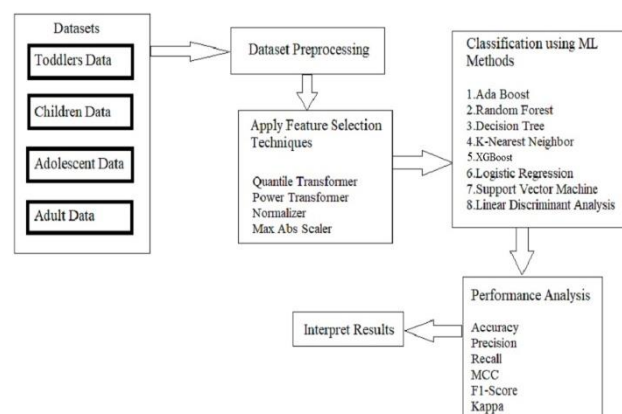 Datasets
Toddlers Data
Children Data
Adolescent Data
Adult Data
Dataset Preprocessing
Apply Feature Selection
Techniques
Quantile Transformer
Power Transformer
Normalizer
Max Abs Scaler
Classification using ML
Methods
1.Ada Boost
2.Random Forest
3.Decision Tree
4.K-Nearest Neighbor
5.XGBoost
6.Logistic Regression
7.Support Vector Machine
8.Linear Discriminant Analysis
Performance Analysis
Accuracy
Precision
Recall
MCC
F1-Score
Kappa
Interpret Results